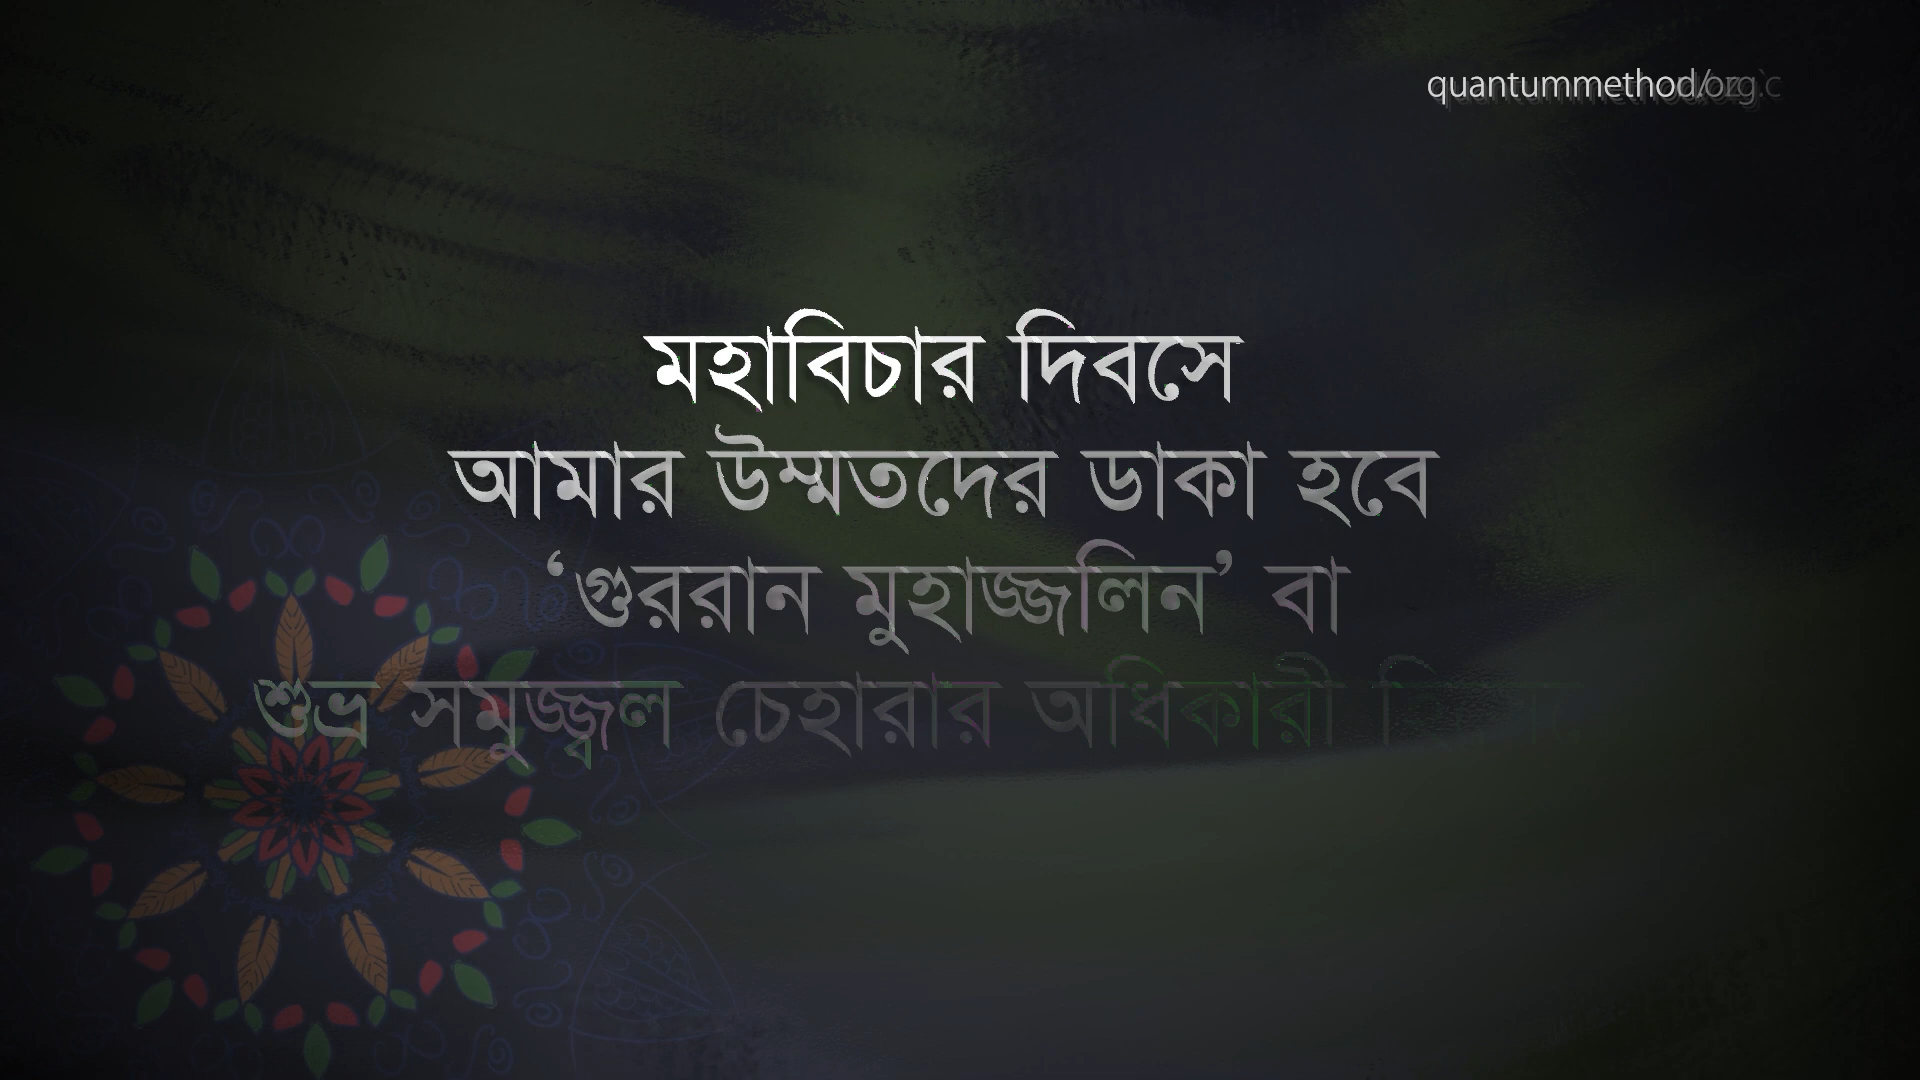 quantummethod.org
মহাবিচার দিবসে
আমার উম্মতদের ডাকা হবে
‘গুররান মুহাজ্জলিন’ বা
শুভ্র সমুজ্জ্বল চেহারার অধিকারী